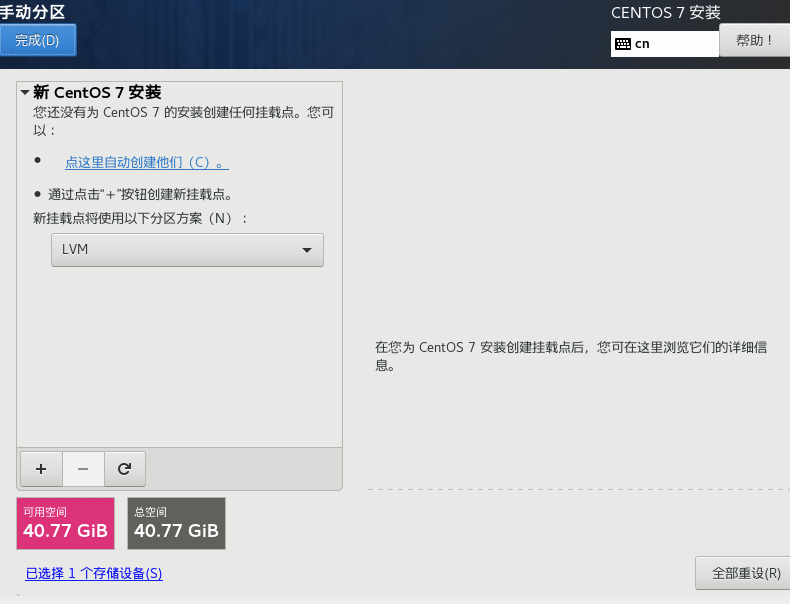 手动分区
CENTOS 7 安装
完成(D)
cn
帮助！
新 CentOS 7 安装
您还没有为 CentOS 7 的安装创建任何挂载点。您可
以：
点这里自动创建他们（C）。
通过点击“+”按钮创建新挂载点。
新挂载点将使用以下分区方案（N）：
LVM
在您为 CentOS 7 安装创建挂载点后，您可在这里浏览它们的详细信
息。
+ −
可用空间
40.77 GiB
总空间
40.77 GiB
已选择 1 个存储设备(S)
全部重设(R)